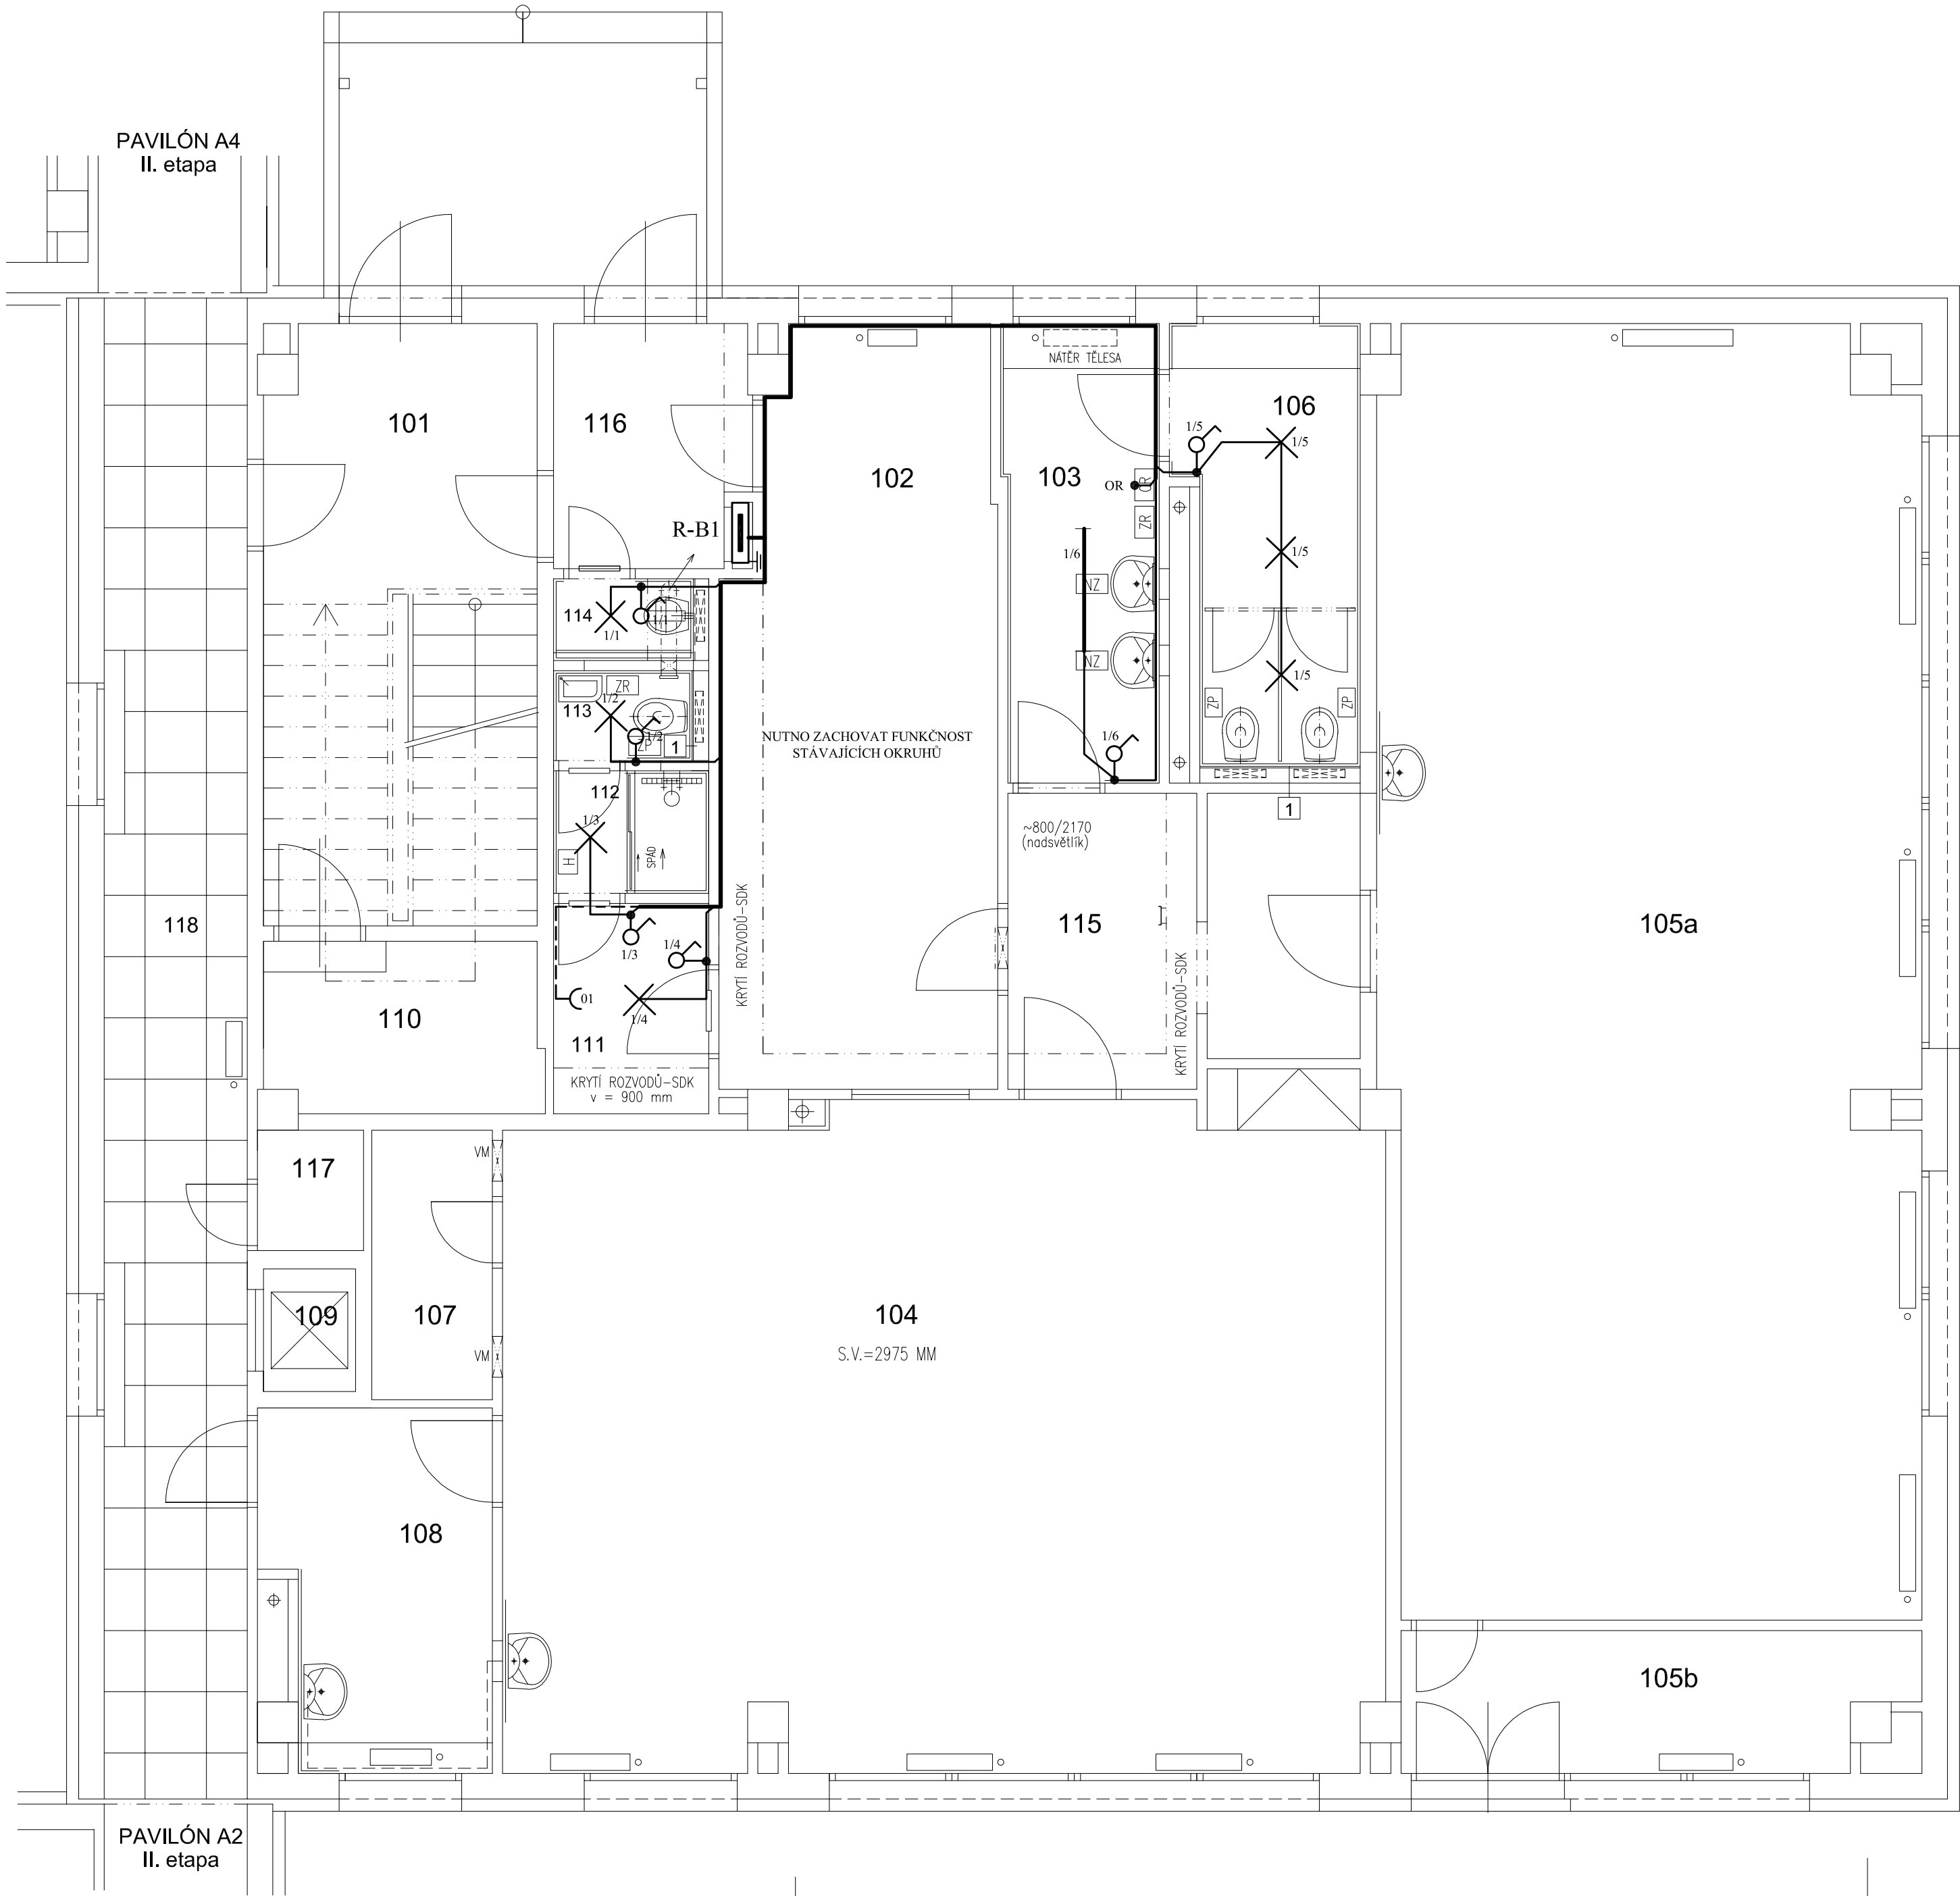 PAVILÓN A4
II. etapa
NÁTĚR TĚLESA
101
116
102
103
106
1/5
1/5
OR
OR
ZR
R-B1
1/6
1/5
NZ
114
1/1
1/1
NZ
1/5
ZR
1/2
113
1/2
ZP
1
ZP
ZP
NUTNO ZACHOVAT FUNKČNOST
STÁVAJÍCÍCH OKRUHŮ
1/6
112
1/3
H
SPÁD
1
~800/2170
(nadsvětlík)
118
KRYTÍ ROZVODŮ-SDK
115
105a
1/3
1/4
01
1/4
KRYTÍ ROZVODŮ-SDK
110
111
KRYTÍ ROZVODŮ-SDK
v = 900 mm
VM
117
109
107
104
VM
S.V.=2975 MM
108
105b
PAVILÓN A2
II. etapa